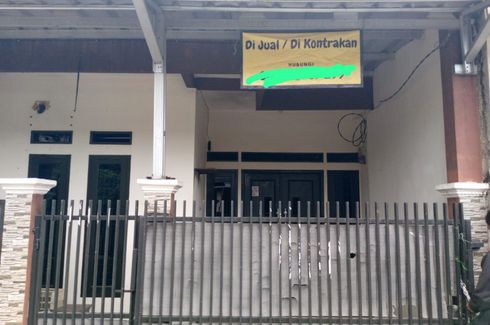 Di Jual / Di Kontrakan
HUBUNGI